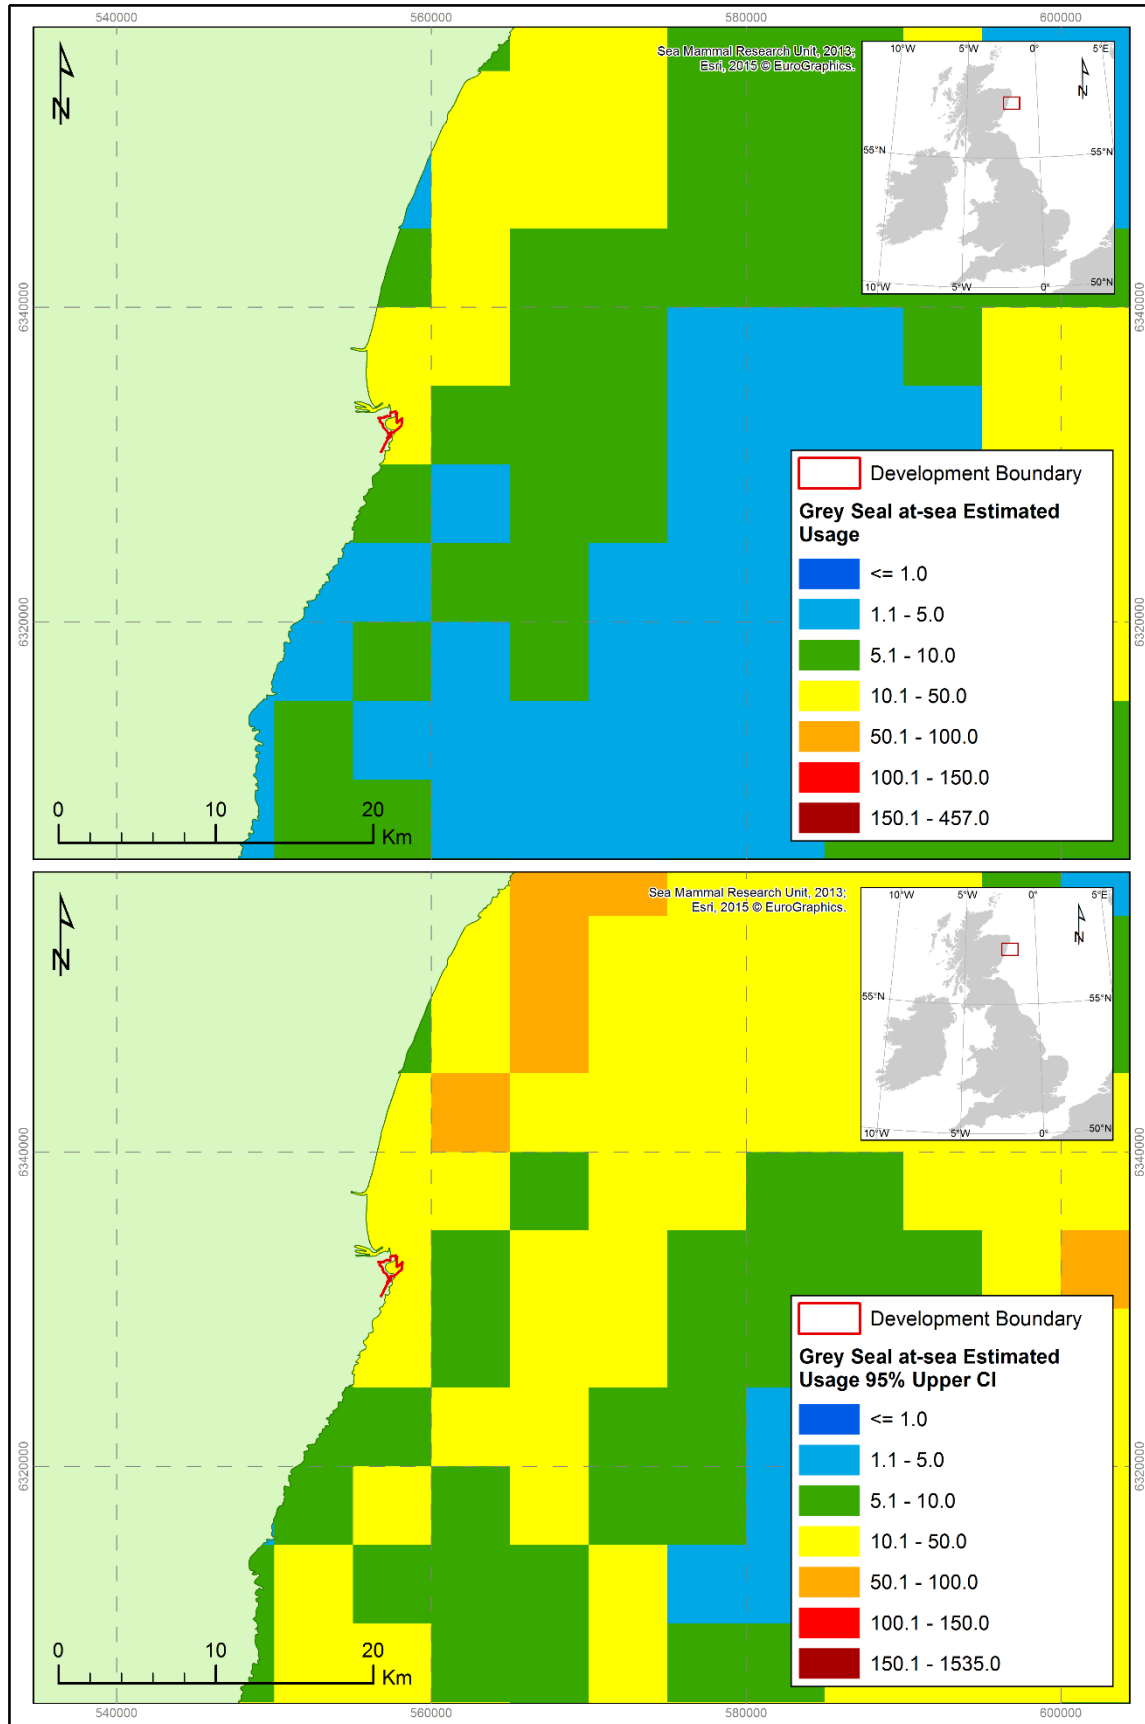 540000 560000 580000 600000
Sea Mammal Research Unit, 2013;
Esri, 2015 © EuroGraphics.
10°W 5°W 0° 5°E
N
N
55°N 55°N
50°N
10°W 5°W 0°
6340000 6340000
Development Boundary
Grey Seal at-sea Estimated
Usage
<= 1.0
1.1 - 5.0
6320000 6320000
5.1 - 10.0
10.1 - 50.0
50.1 - 100.0
100.1 - 150.0
150.1 - 457.0
0 10 20
Km
Sea Mammal Research Unit, 2013;
Esri, 2015 © EuroGraphics.
10°W 5°W 0° 5°E
N
N
55°N 55°N
50°N
10°W 5°W 0°
6340000 6340000
Development Boundary
Grey Seal at-sea Estimated
Usage 95% Upper CI
<= 1.0
1.1 - 5.0
6320000 6320000
5.1 - 10.0
10.1 - 50.0
50.1 - 100.0
100.1 - 150.0
150.1 - 1535.0
0 10 20
Km
540000 560000 580000 600000